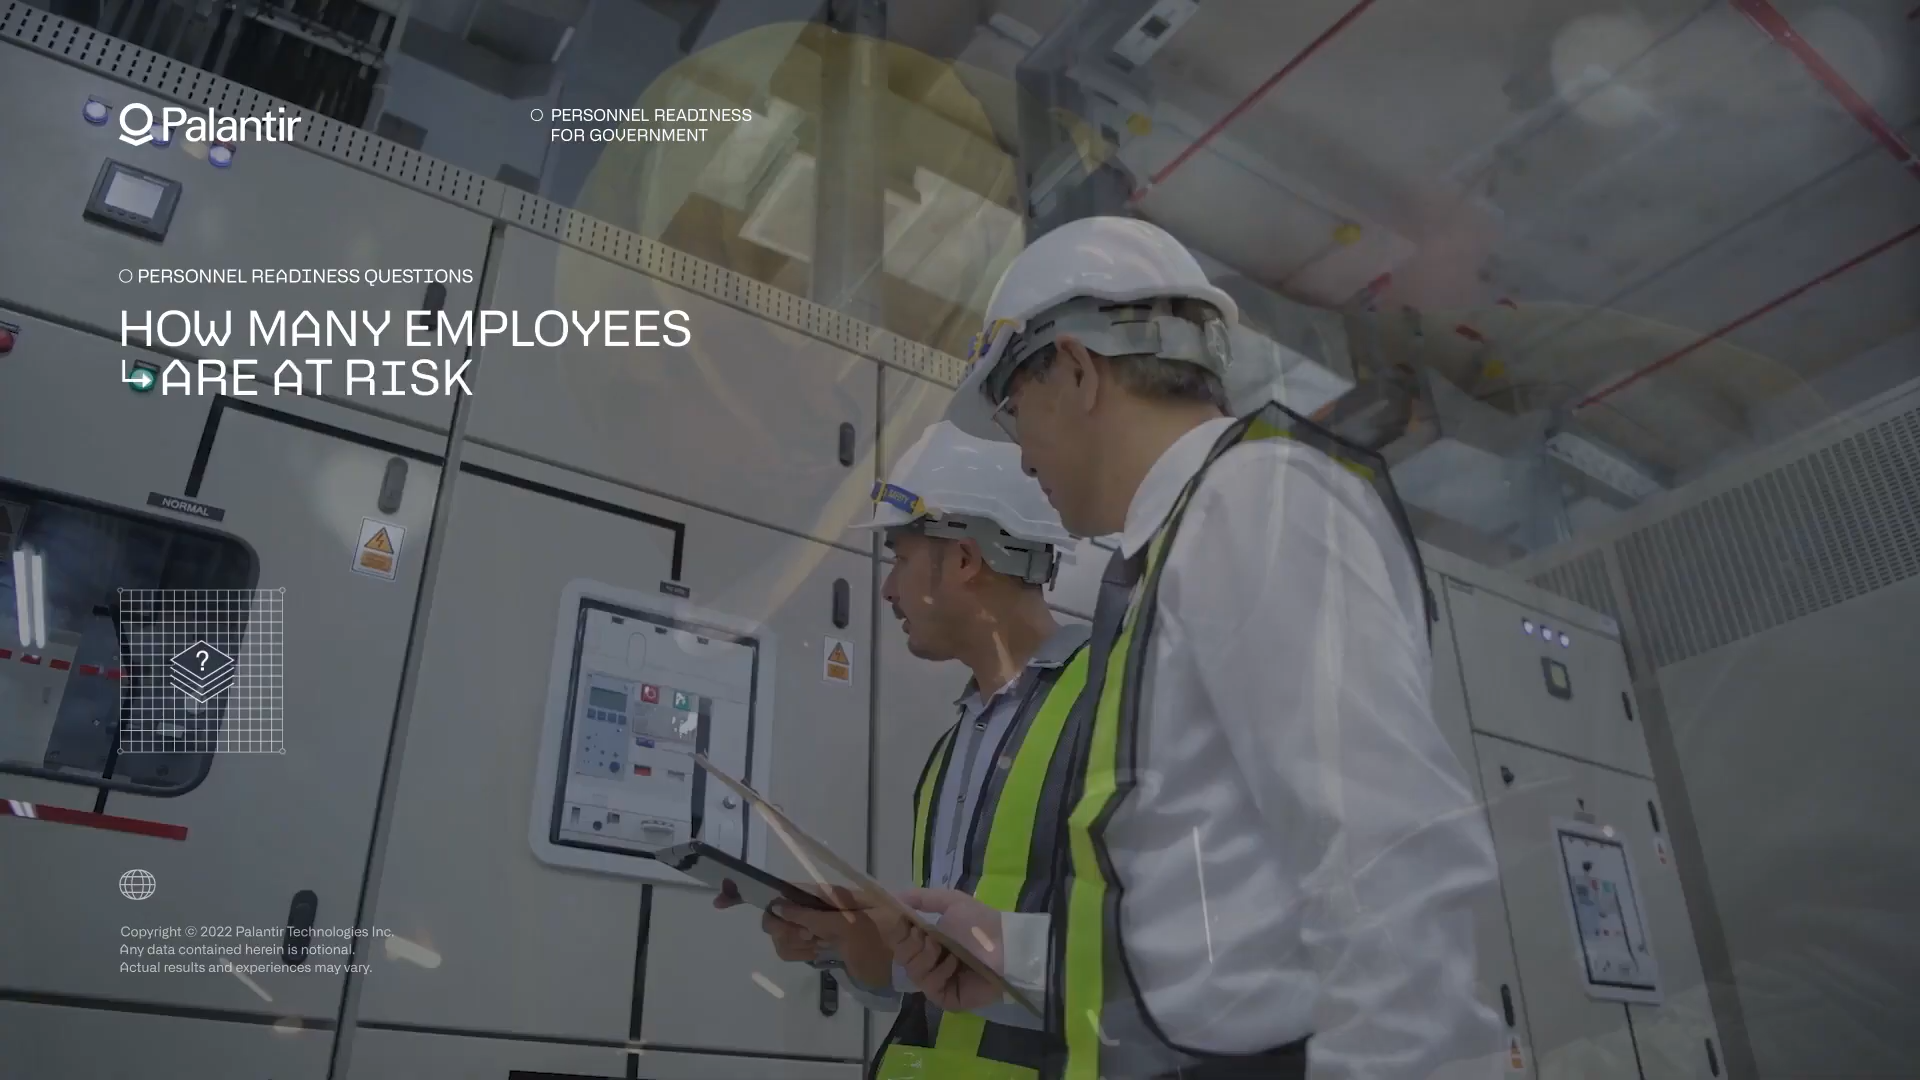 Palantir
PERSONNEL READINESS
FOR GOVERNMENT
PERSONNEL READINESS QUESTIONS
HOW MANY EMPLOYEES
↳ARE AT RISK
NORMAL
SAFETY
?
Copyright © 2022 Palantir Technologies Inc.
Any data contained herein is notional.
Actual results and experiences may vary.